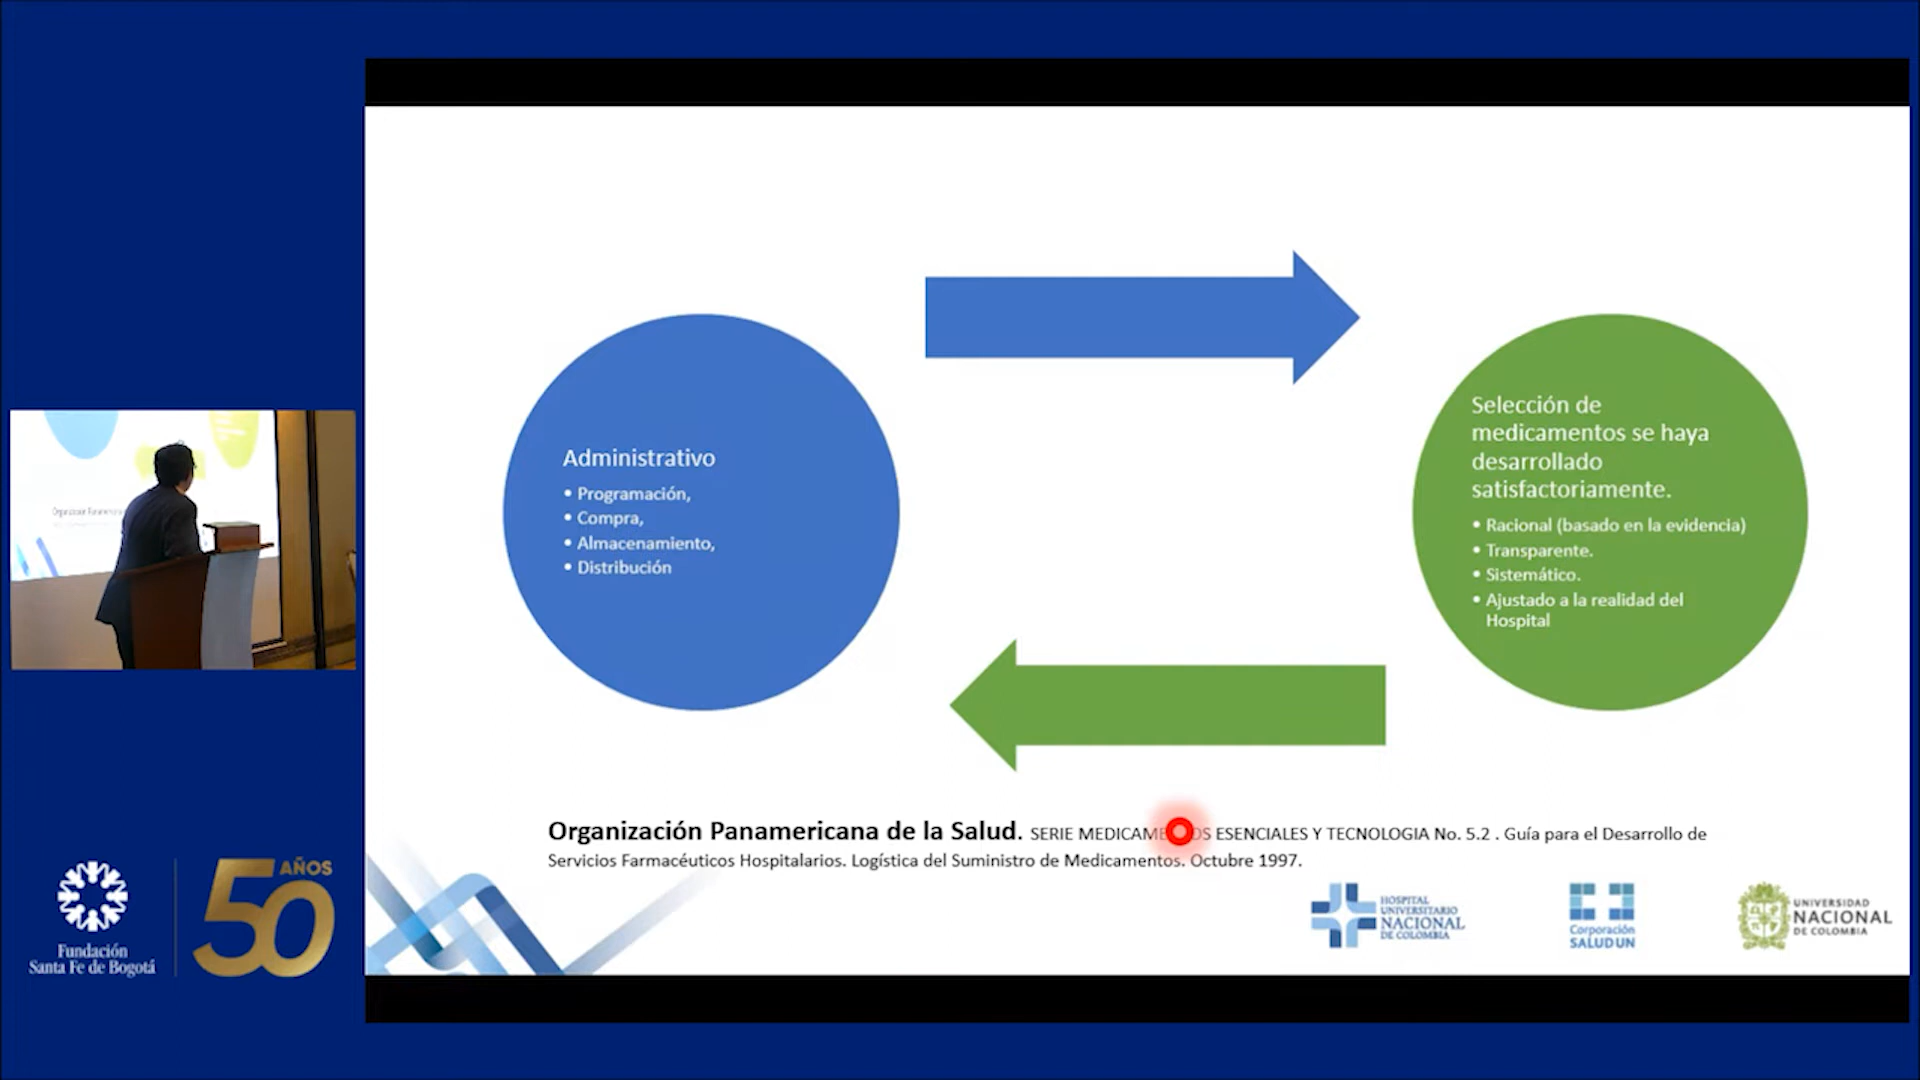 Administrativo
• Programación,
• Compra,
• Almacenamiento,
• Distribución
Selección de
medicamentos se haya
desarrollado
satisfactoriamente.
• Racional (basado en la evidencia)
• Transparente.
• Sistemático.
• Ajustado a la realidad del
Hospital
Organización Panamericana de la Salud. SERIE ESENCIALES Y TECNOLOGIA No. 5.2 . Guía para el Desarrollo de
Servicios Farmacéuticos Hospitalarios. Logística del Suministro de Medicamentos. Octubre 1997.
HOSPITAL
UNIVERSITARIO
NACIONAL
DE COLOMBIA
Corporación
SALUD UN
UNIVERSIDAD
NACIONAL
DE COLOMBIA
Fundación
Santa Fe de Bogotá
50 AÑOS